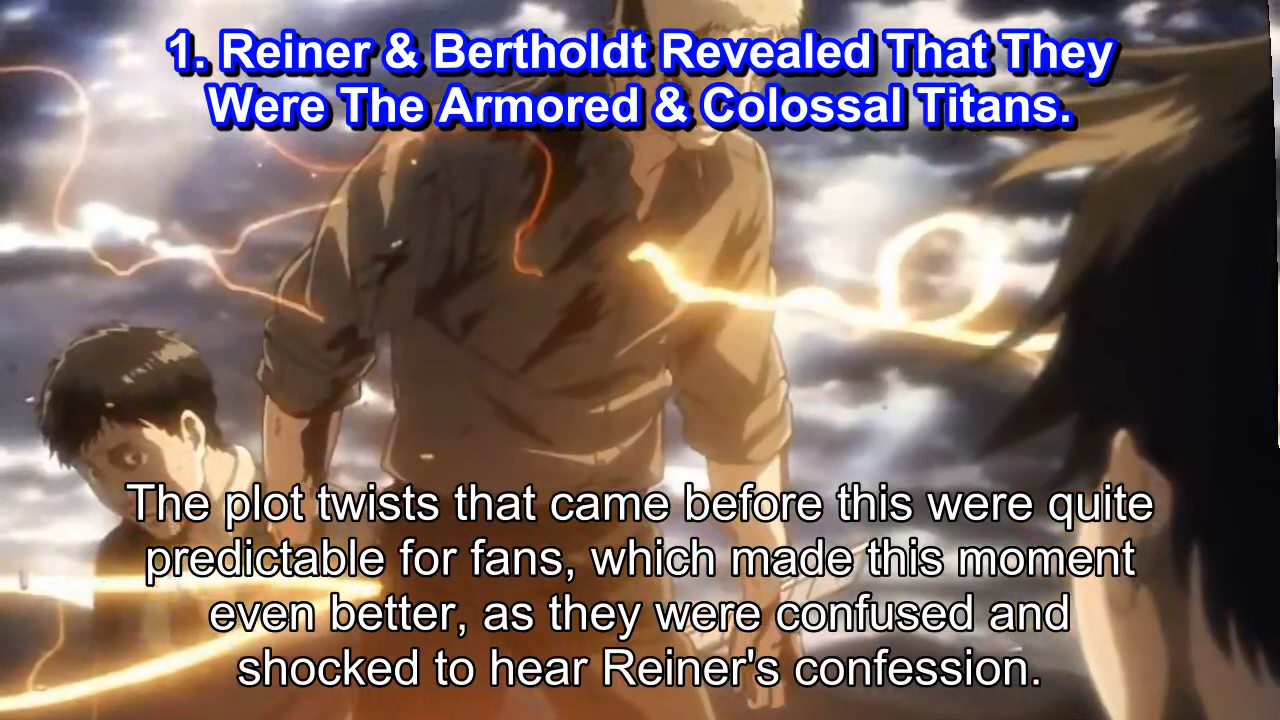 1. Reiner & Bertholdt Revealed That They
Were The Armored & Colossal Titans.
The plot twists that came before this were quite
predictable for fans, which made this moment
even better, as they were confused and
shocked to hear Reiner's confession.